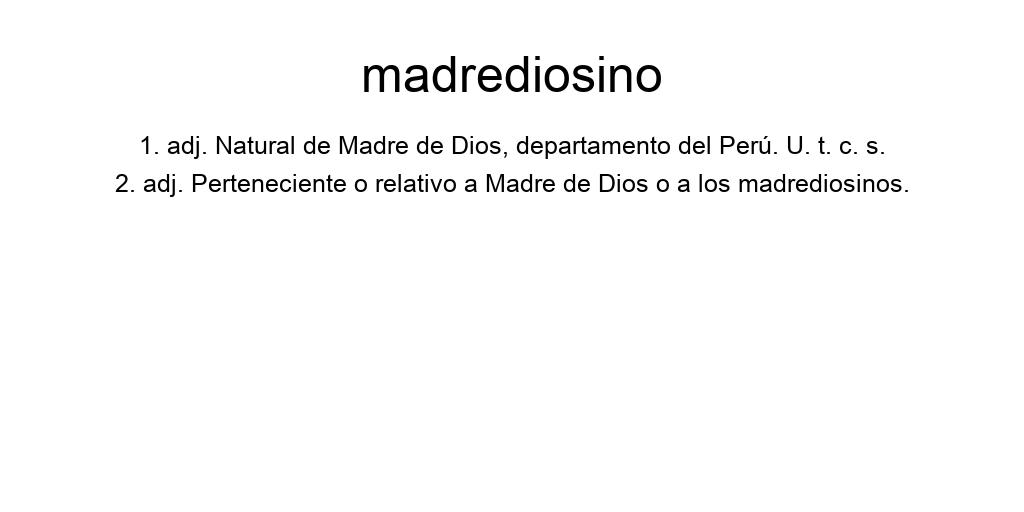 madrediosino
1. adj. Natural de Madre de Dios, departamento del Perú. U. t. c. s.
2. adj. Perteneciente o relativo a Madre de Dios o a los madrediosinos.